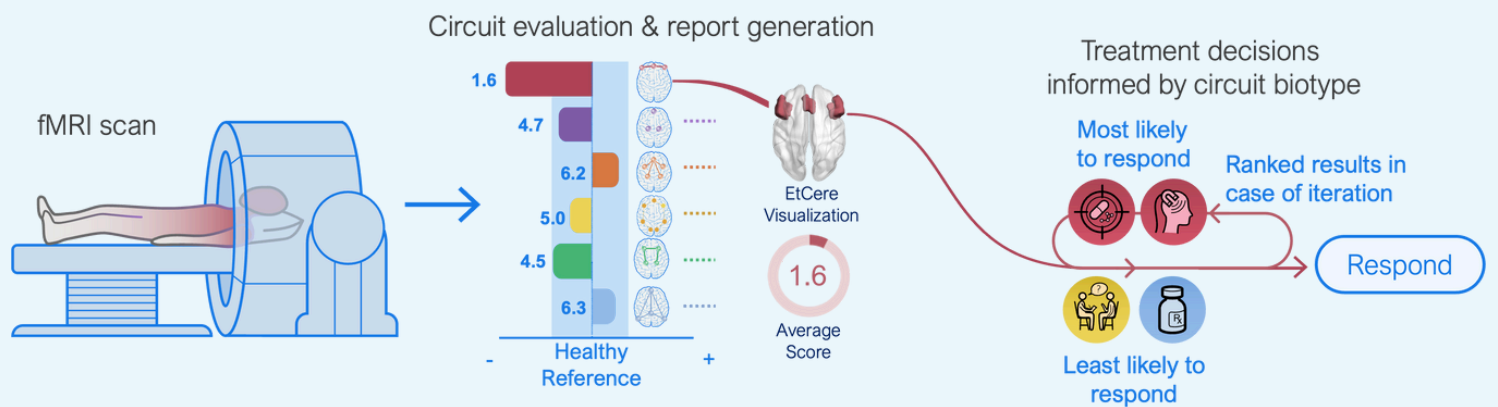 Circuit evaluation & report generation
fMRI scan
1.6
4.7
6.2
5.0
4.5
6.3
-
Healthy
Reference
+
EtCere
Visualization
1.6
Average
Score
Treatment decisions
informed by circuit biotype
Most likely
to respond
Ranked results in
case of iteration
?
Rx
Least likely to
respond
Respond